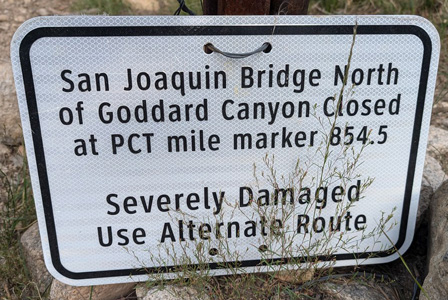 San Joaquin Bridge North
of Goddard Canyon Closed
at PCT mile marker 854.5
Severely Damaged
Use Alternate Route